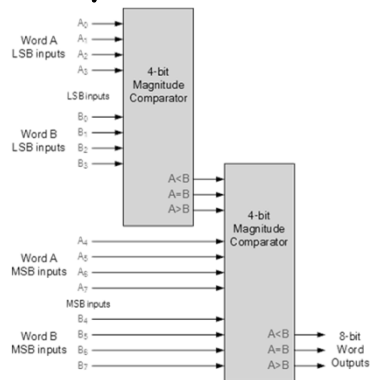 A0
Word A
A1
LSB inputs
A2
A3
4-bit
Magnitude
Comparator
LSB inputs
B0
Word B
B1
LSB inputs
B2
B3
A<B
A=B
A>B
4-bit
Magnitude
Comparator
A4
Word A
A5
MSB inputs
A6
A7
MSB inputs
B4
Word B
B5
MSB inputs
B6
B7
A<B
A=B
A>B
8-bit
Word
Outputs